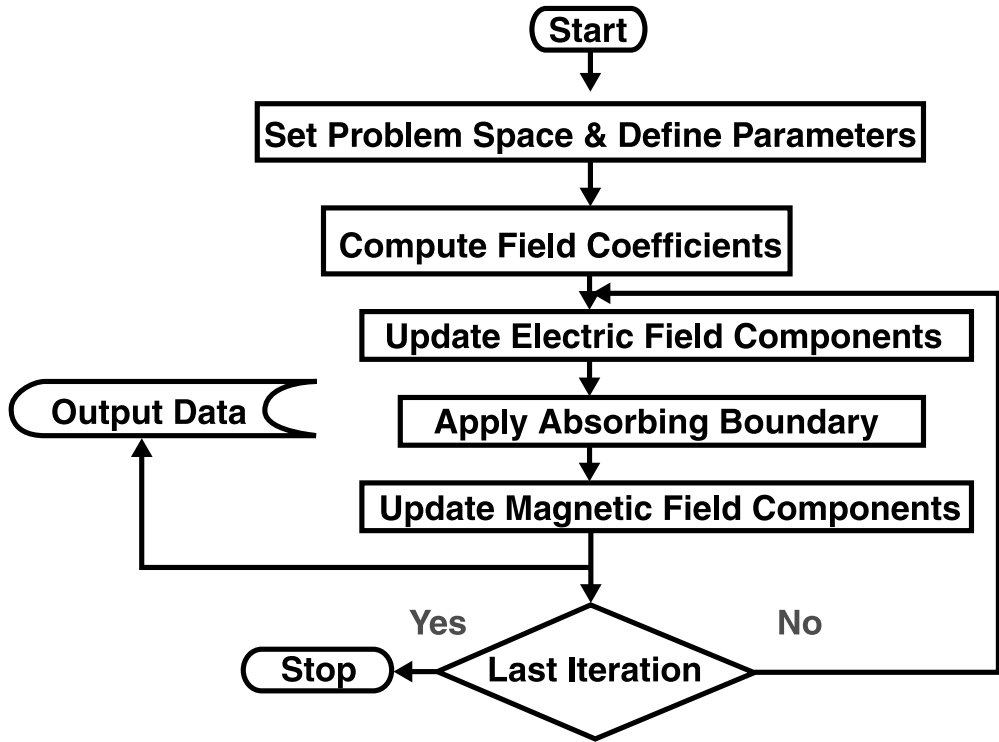 Start
Set Problem Space & Define Parameters
Compute Field Coefficients
Update Electric Field Components
Output Data
Apply Absorbing Boundary
Update Magnetic Field Components
Yes
No
Stop
Last Iteration